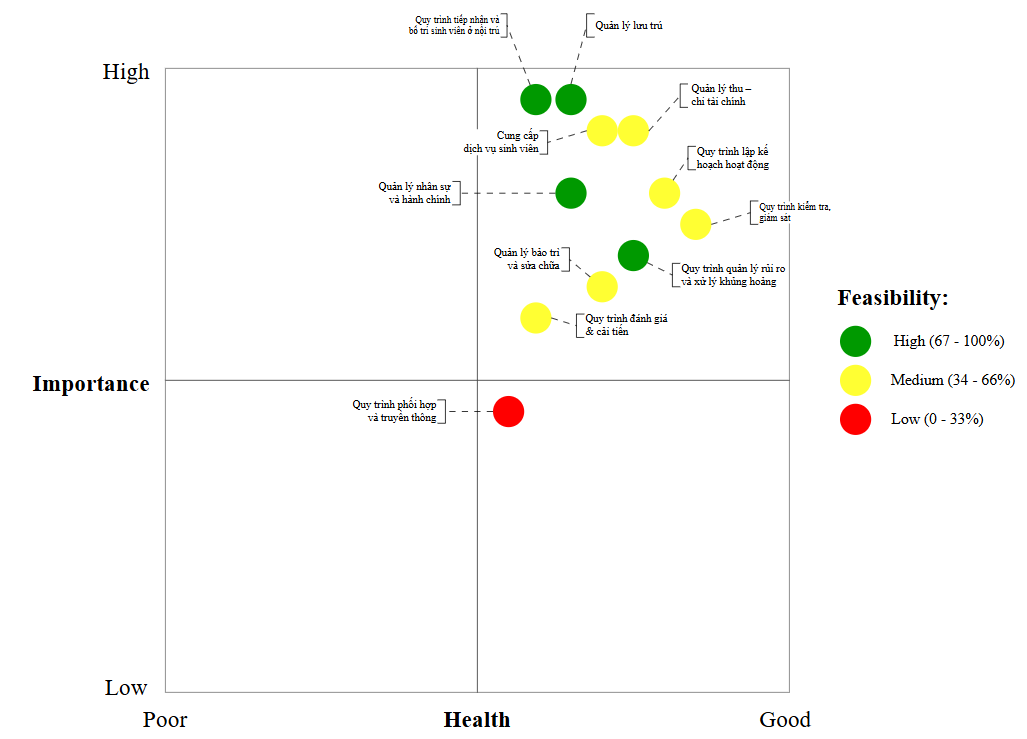 Quy trình tiếp nhận và
bố trí sinh viên ở nội trú
Quản lý lưu trú
High
Quản lý thu –
chi tài chính
Cung cấp
dịch vụ sinh viên
Quy trình lập kế
hoạch hoạt động
Quản lý nhân sự
và hành chính
Quy trình kiểm tra,
giám sát
Quản lý bảo trì
và sửa chữa
Quy trình quản lý rủi ro
và xử lý khủng hoảng
Quy trình đánh giá
& cải tiến
Feasibility:
High (67 - 100%)
Medium (34 - 66%)
Low (0 - 33%)
Importance
Quy trình phối hợp
và truyền thông
Low
Poor
Health
Good